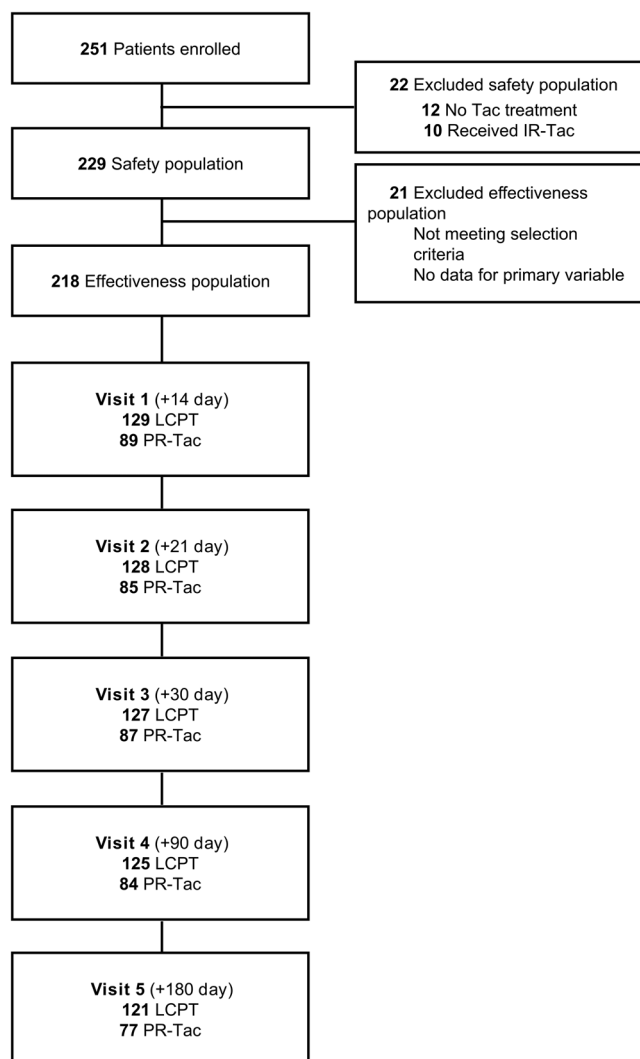 251 Patients enrolled
22 Excluded safety population
12 No Tac treatment
10 Received IR-Tac
229 Safety population
21 Excluded effectiveness
population
Not meeting selection
criteria
No data for primary variable
218 Effectiveness population
Visit 1 (+14 day)
129 LCPT
89 PR-Tac
Visit 2 (+21 day)
128 LCPT
85 PR-Tac
Visit 3 (+30 day)
127 LCPT
87 PR-Tac
Visit 4 (+90 day)
125 LCPT
84 PR-Tac
Visit 5 (+180 day)
121 LCPT
77 PR-Tac